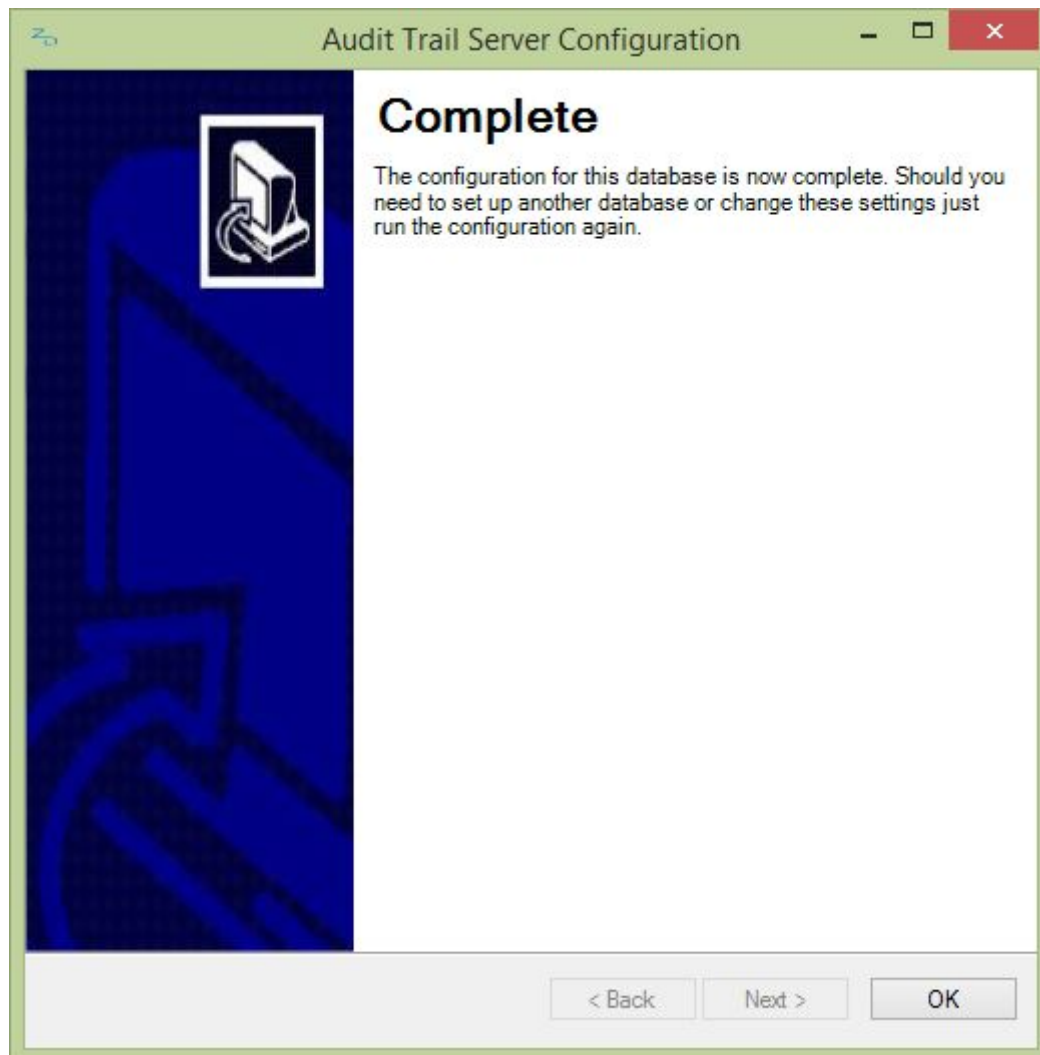 Audit Trail Server Configuration
Complete
The configuration for this database is now complete. Should you
need to set up another database or change these settings just
run the configuration again.
< Back
Next >
OK